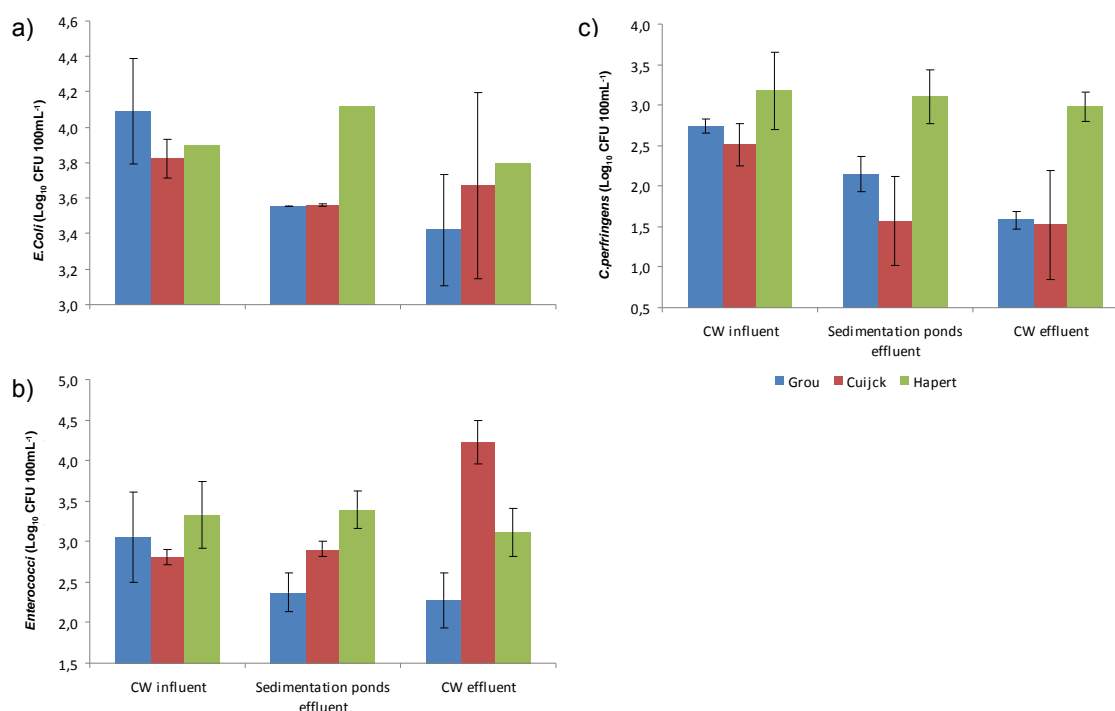 a)
E.Coli (Log10 CFU 100mL-1)
4,6
4,4
4,2
4,0
3,8
3,6
3,4
3,2
3,0
b)
Enterococci (Log10 CFU 100mL-1)
5,0
4,5
4,0
3,5
3,0
2,5
2,0
1,5
CW influent
Sedimentation ponds
effluent
CW effluent
c)
C.perfringens (Log10 CFU 100mL-1)
4,0
3,5
3,0
2,5
2,0
1,5
1,0
0,5
CW influent
Sedimentation ponds
effluent
CW effluent
Grou
Cuijck
Hapert